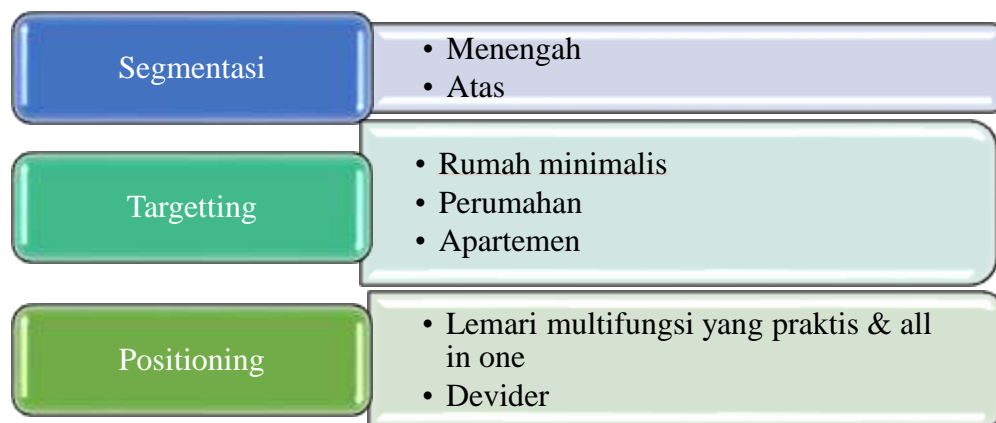 Segmentasi
• Menengah
• Atas
Targetting
• Rumah minimalis
• Perumahan
• Apartemen
Positioning
• Lemari multifungsi yang praktis & all
in one
• Devider